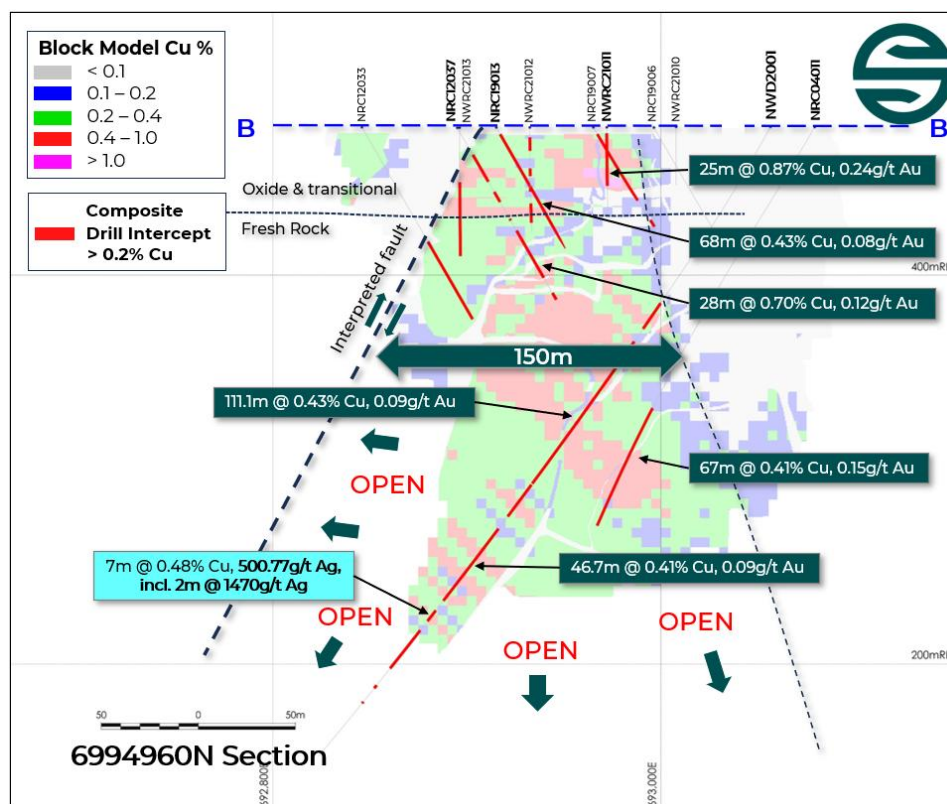 Block Model Cu %
< 0.1
0.1 – 0.2
0.2 – 0.4
0.4 – 1.0
> 1.0
Composite
Drill Intercept
> 0.2% Cu
NRC12033
NRC12037
NWRC21013
NRC19013
NWRC21012
NRC19007
NWRC21011
NRC19006
NWRC21010
NWD2001
NRC04011
B
B
Oxide & transitional
Fresh Rock
Interpreted fault
25m @ 0.87% Cu, 0.24g/t Au
68m @ 0.43% Cu, 0.08g/t Au
400mRl
28m @ 0.70% Cu, 0.12g/t Au
150m
111.1m @ 0.43% Cu, 0.09g/t Au
67m @ 0.41% Cu, 0.15g/t Au
OPEN
7m @ 0.48% Cu, 500.77g/t Ag,
incl. 2m @ 1470g/t Ag
46.7m @ 0.41% Cu, 0.09g/t Au
OPEN
OPEN
OPEN
200mRl
50 0 50m
6994960N Section
692,800E
693,000E